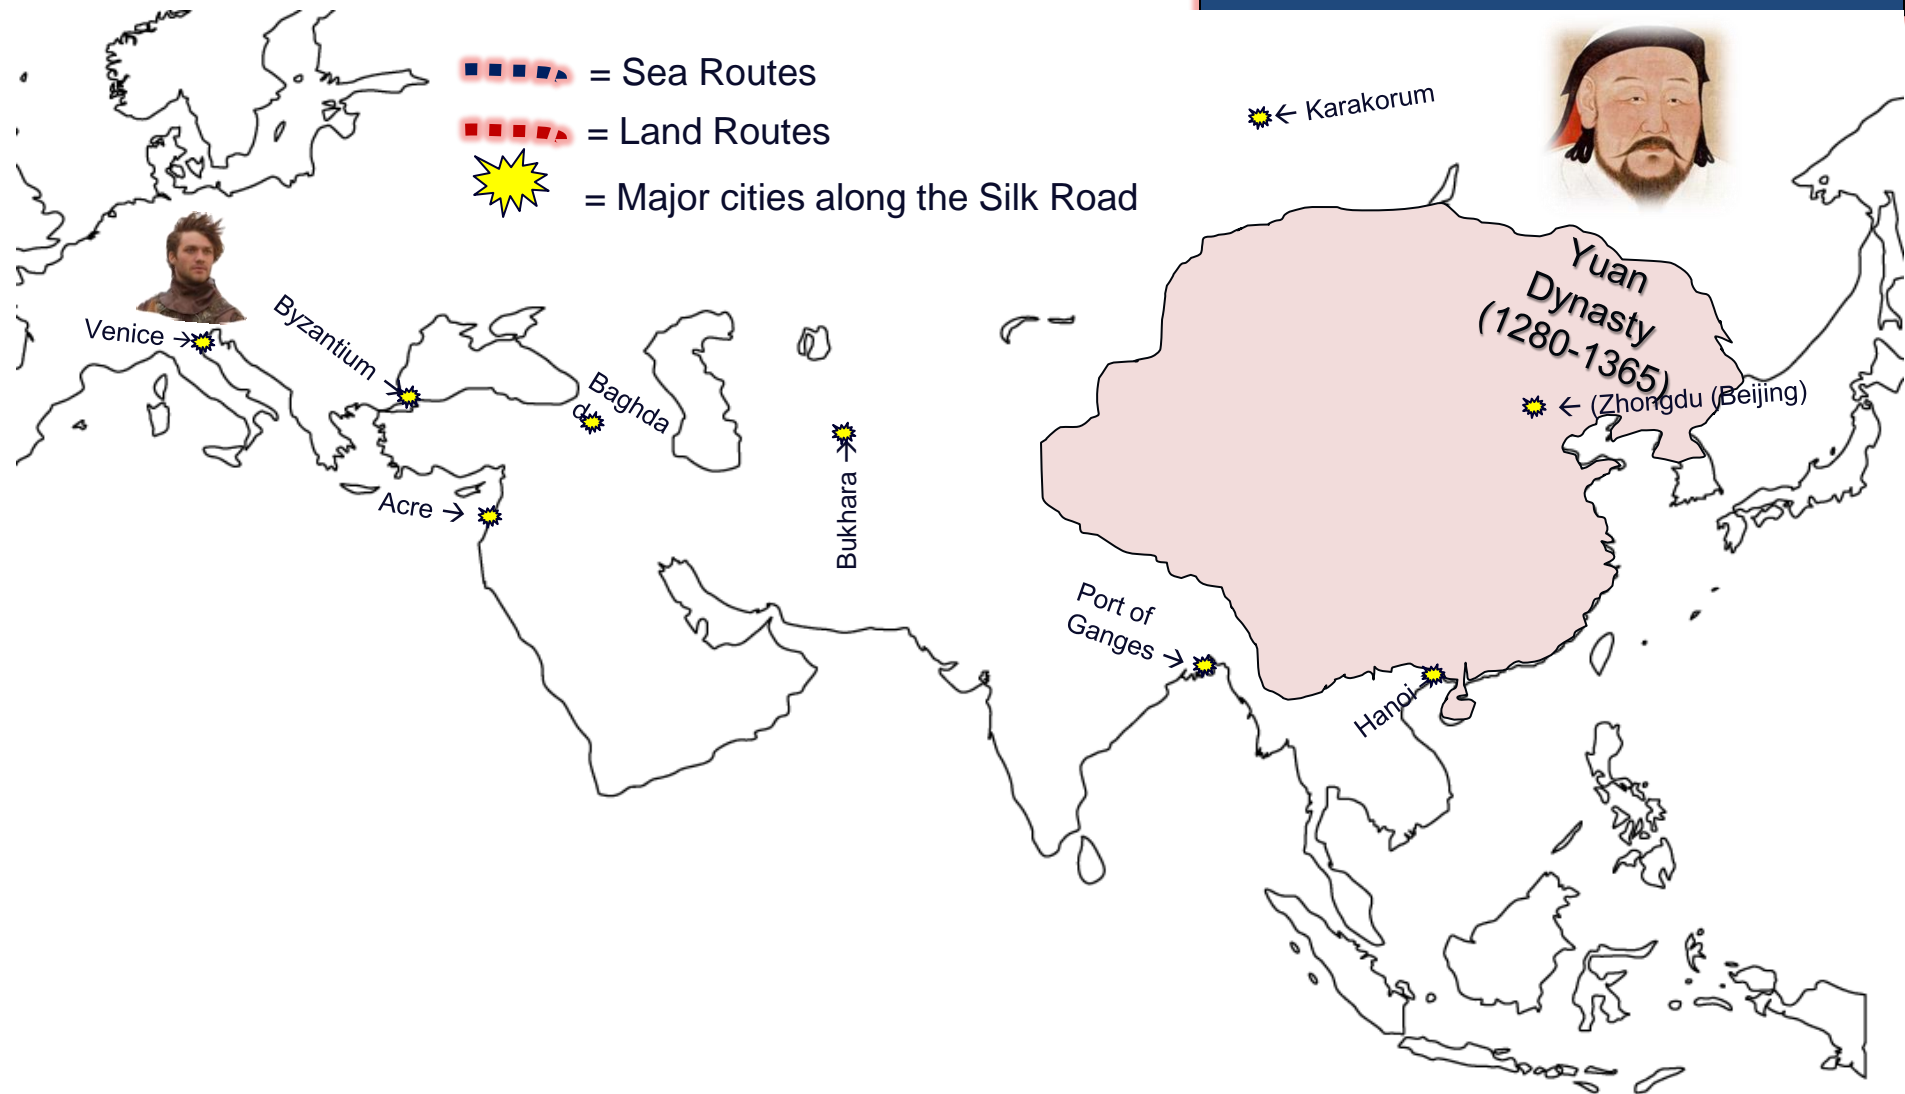 = Sea Routes
= Land Routes
= Major cities along the Silk Road
← Karakorum
Yuan
Dynasty
(1280-1365)
← (Zhongdu (Beijing)
Venice →
Byzantium →
Baghda
d→
Acre →
Bukhara →
Port of
Ganges →
Hanoi